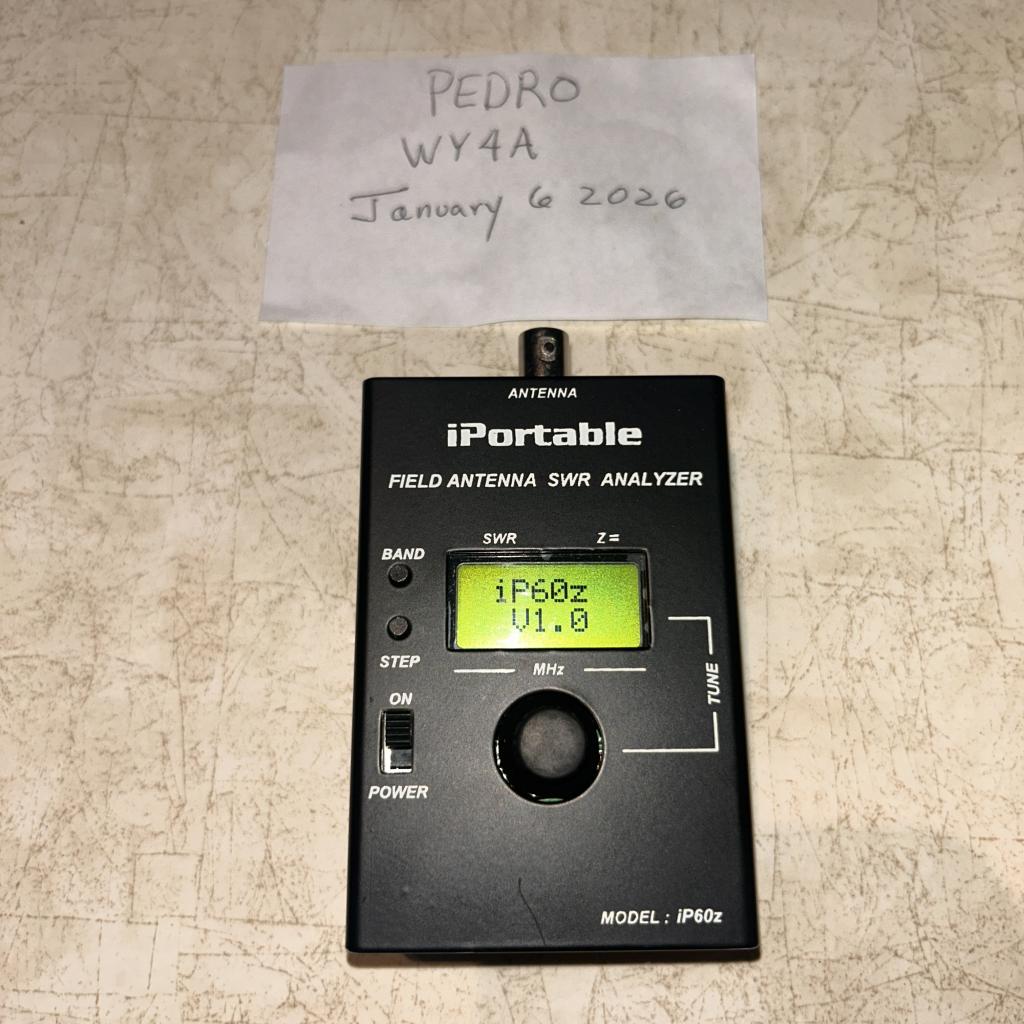 PEDRO
WY4A
January 6 2026
ANTENNA
iPortable
FIELD ANTENNA SWR ANALYZER
SWR Z=
BAND
iP60z
V1.0
STEP
MHz
TUNE
ON
POWER
MODEL : iP60z